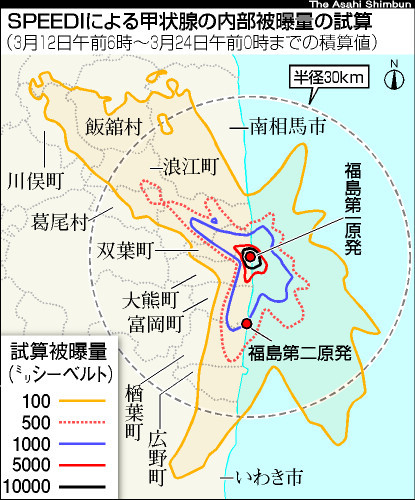 The Asahi Shimbun
SPEEDIによる甲状腺の内部被曝量の試算
(3月12日午前6時〜3月24日午前0時までの積算値)
半径30km
N
飯舘村
南相馬市
浪江町
川俣町
福島第一原発
葛尾村
双葉町
大熊町
富岡町
福島第二原発
楢葉町
広野町
いわき市
試算被曝量
(ミリシーベルト)
100
500
1000
5000
10000